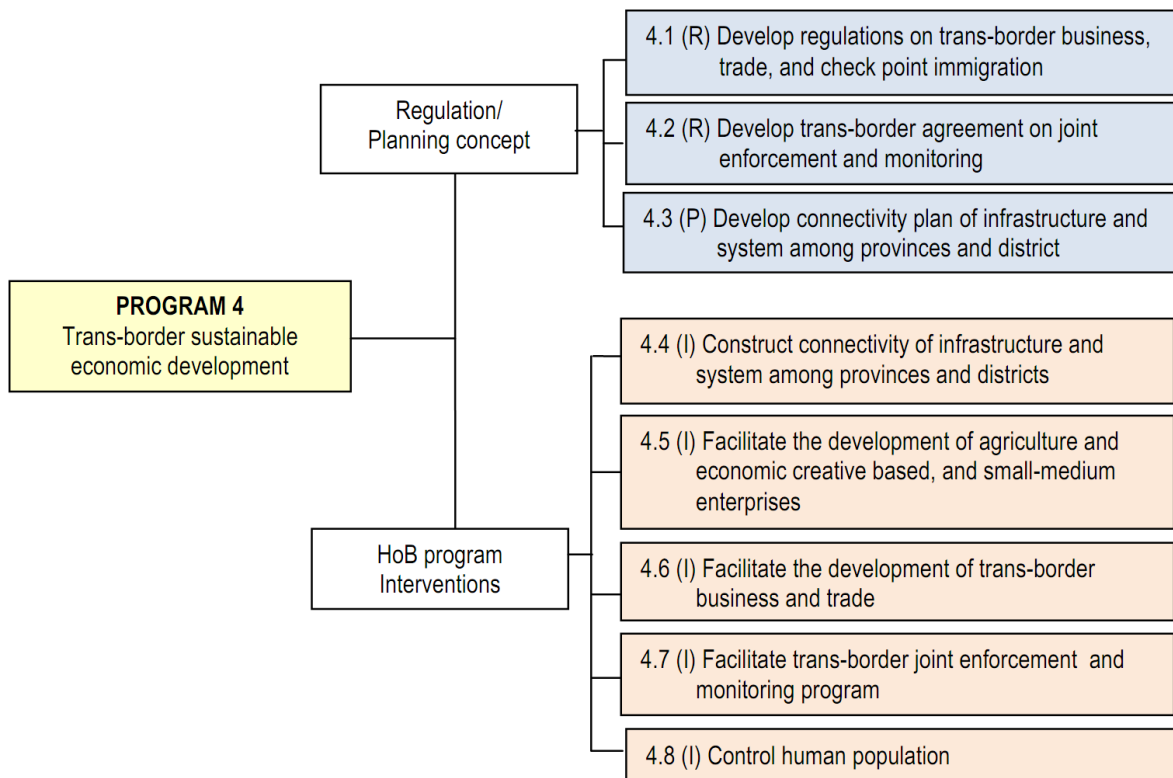 4.1 (R) Develop regulations on trans-border business,
trade, and check point immigration
Regulation/
Planning concept
4.2 (R) Develop trans-border agreement on joint
enforcement and monitoring
4.3 (P) Develop connectivity plan of infrastructure and
system among provinces and district
PROGRAM 4
Trans-border sustainable
economic development
4.4 (I) Construct connectivity of infrastructure and
system among provinces and districts
4.5 (I) Facilitate the development of agriculture and
economic creative based, and small-medium
enterprises
HoB program
Interventions
4.6 (I) Facilitate the development of trans-border
business and trade
4.7 (I) Facilitate trans-border joint enforcement and
monitoring program
4.8 (I) Control human population